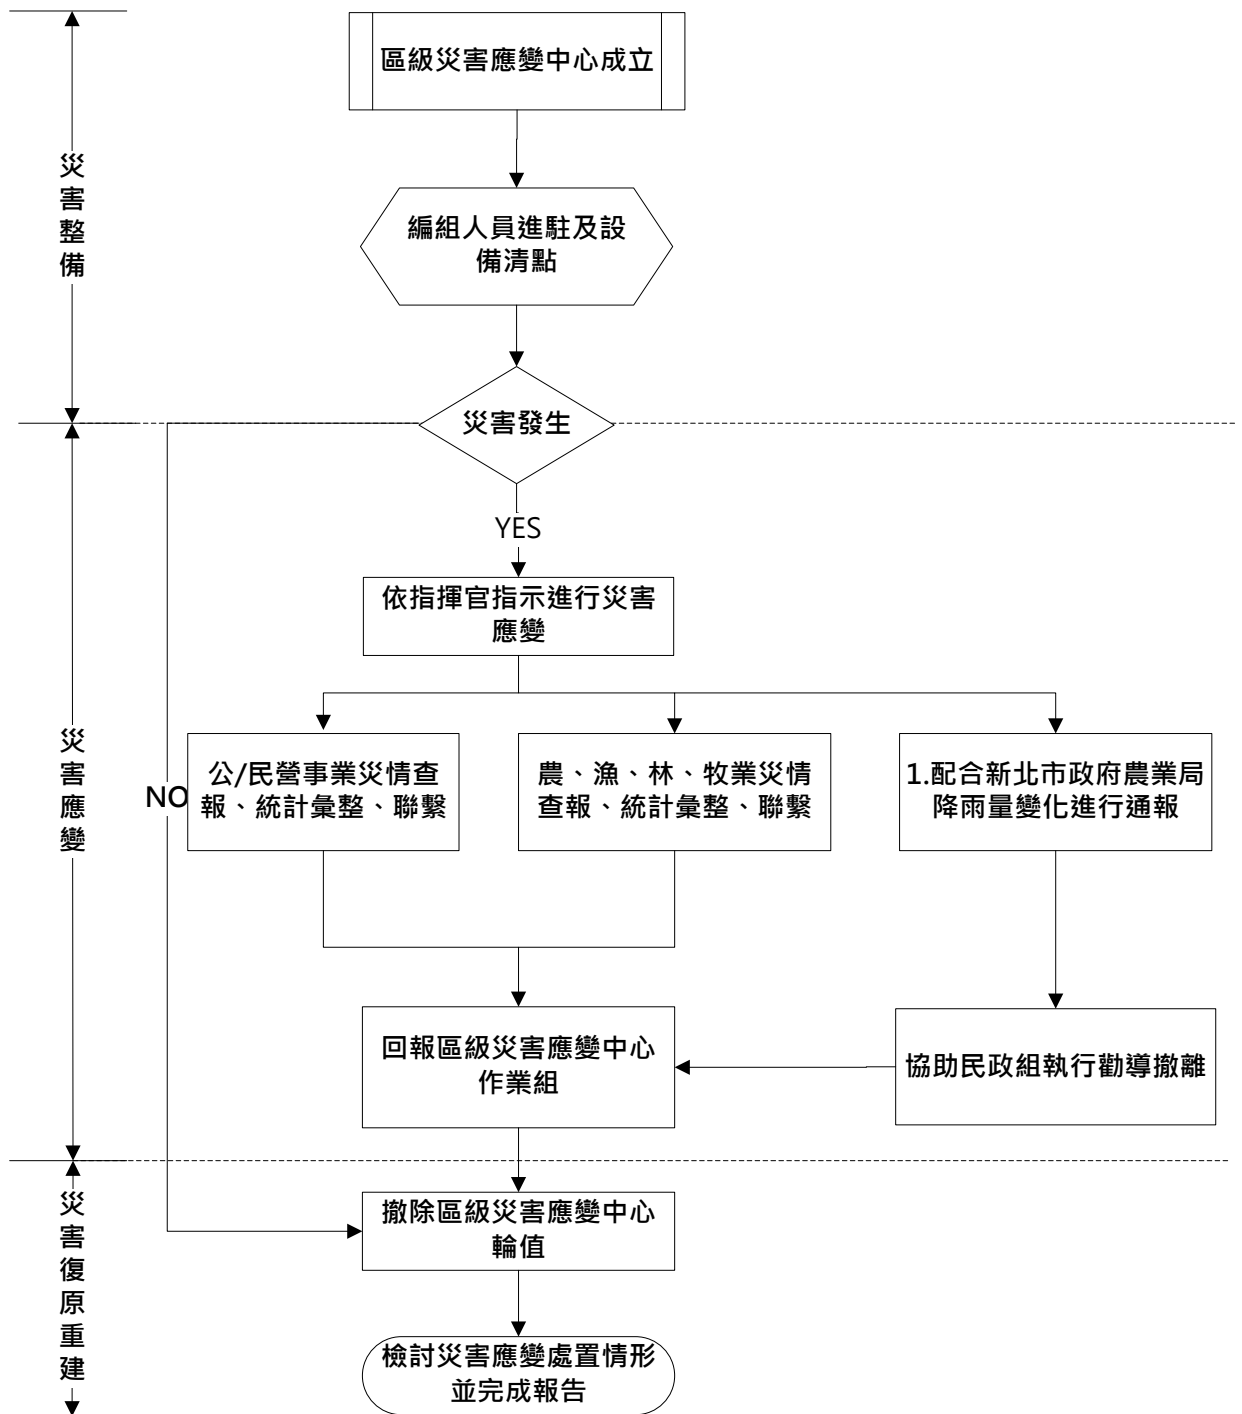 區級災害應變中心成立
災害整備
編組人員進駐及設
備清點
災害發生
YES
依指揮官指示進行災害
應變
災害應變
NO
公/民營事業災情查
報、統計彙整、聯繫
農、漁、林、牧業災情
查報、統計彙整、聯繫
1.配合新北市政府農業局
降雨量變化進行通報
回報區級災害應變中心
作業組
協助民政組執行勸導撤離
災害復原重建
撤除區級災害應變中心
輪值
檢討災害應變處置情形
並完成報告